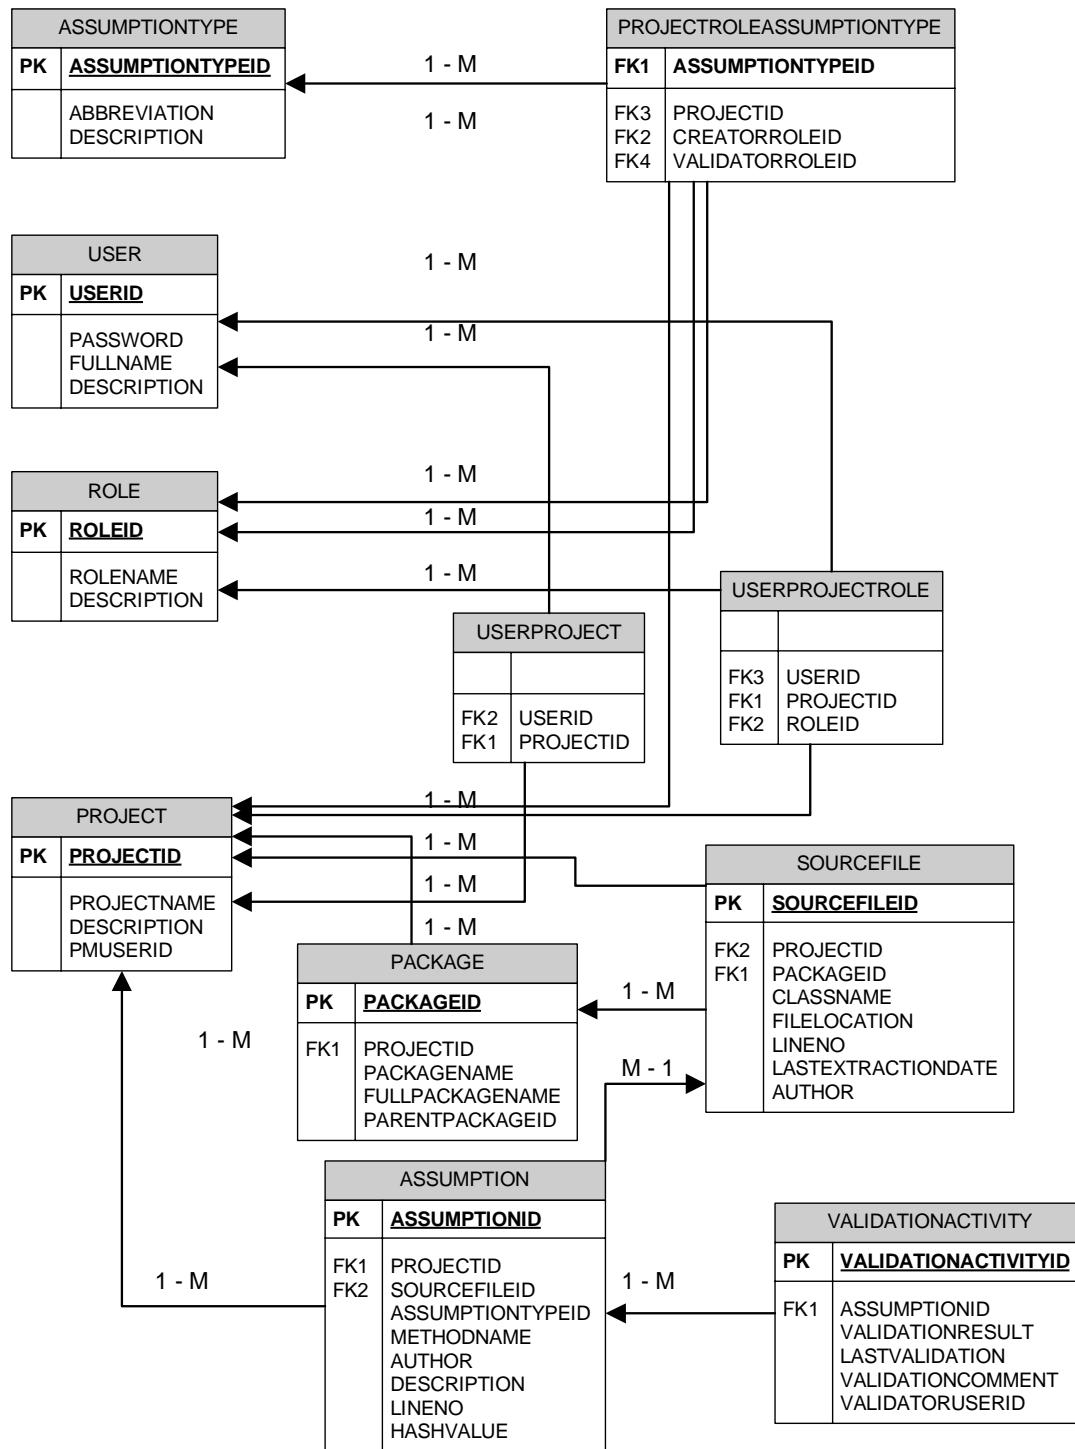 ASSUMPTIONTYPE
PK ASSUMPTIONTYPEID
ABBREVIATION
DESCRIPTION
1 - M
1 - M
PROJECTROLEASSUMPTIONTYPE
FK1 ASSUMPTIONTYPEID
FK3 PROJECTID
FK2 CREATORROLEID
FK4 VALIDATORROLEID
USER
PK USERID
PASSWORD
FULLNAME
DESCRIPTION
1 - M
1 - M
ROLE
PK ROLEID
ROLENAME
DESCRIPTION
1 - M
1 - M
1 - M
USERPROJECT
FK2 USERID
FK1 PROJECTID
USERPROJECTROLE
FK3 USERID
FK1 PROJECTID
FK2 ROLEID
PROJECT
PK PROJECTID
PROJECTNAME
DESCRIPTION
PMUSERID
1 - M
1 - M
1 - M
1 - M
SOURCEFILE
PK SOURCEFILEID
FK2 PROJECTID
FK1 PACKAGEID
CLASSNAME
FILELOCATION
LINENO
LASTEXTRACTIONDATE
AUTHOR
PACKAGE
PK PACKAGEID
FK1 PROJECTID
PACKAGENAME
FULLPACKAGENAME
PARENTPACKAGEID
1 - M
1 - M
M - 1
ASSUMPTION
PK ASSUMPTIONID
FK1 PROJECTID
FK2 SOURCEFILEID
ASSUMPTIONTYPEID
METHODNAME
AUTHOR
DESCRIPTION
LINENO
HASHVALUE
1 - M
1 - M
VALIDATIONACTIVITY
PK VALIDATIONACTIVITYID
FK1 ASSUMPTIONID
VALIDATIONRESULT
LASTVALIDATION
VALIDATIONCOMMENT
VALIDATORUSERID